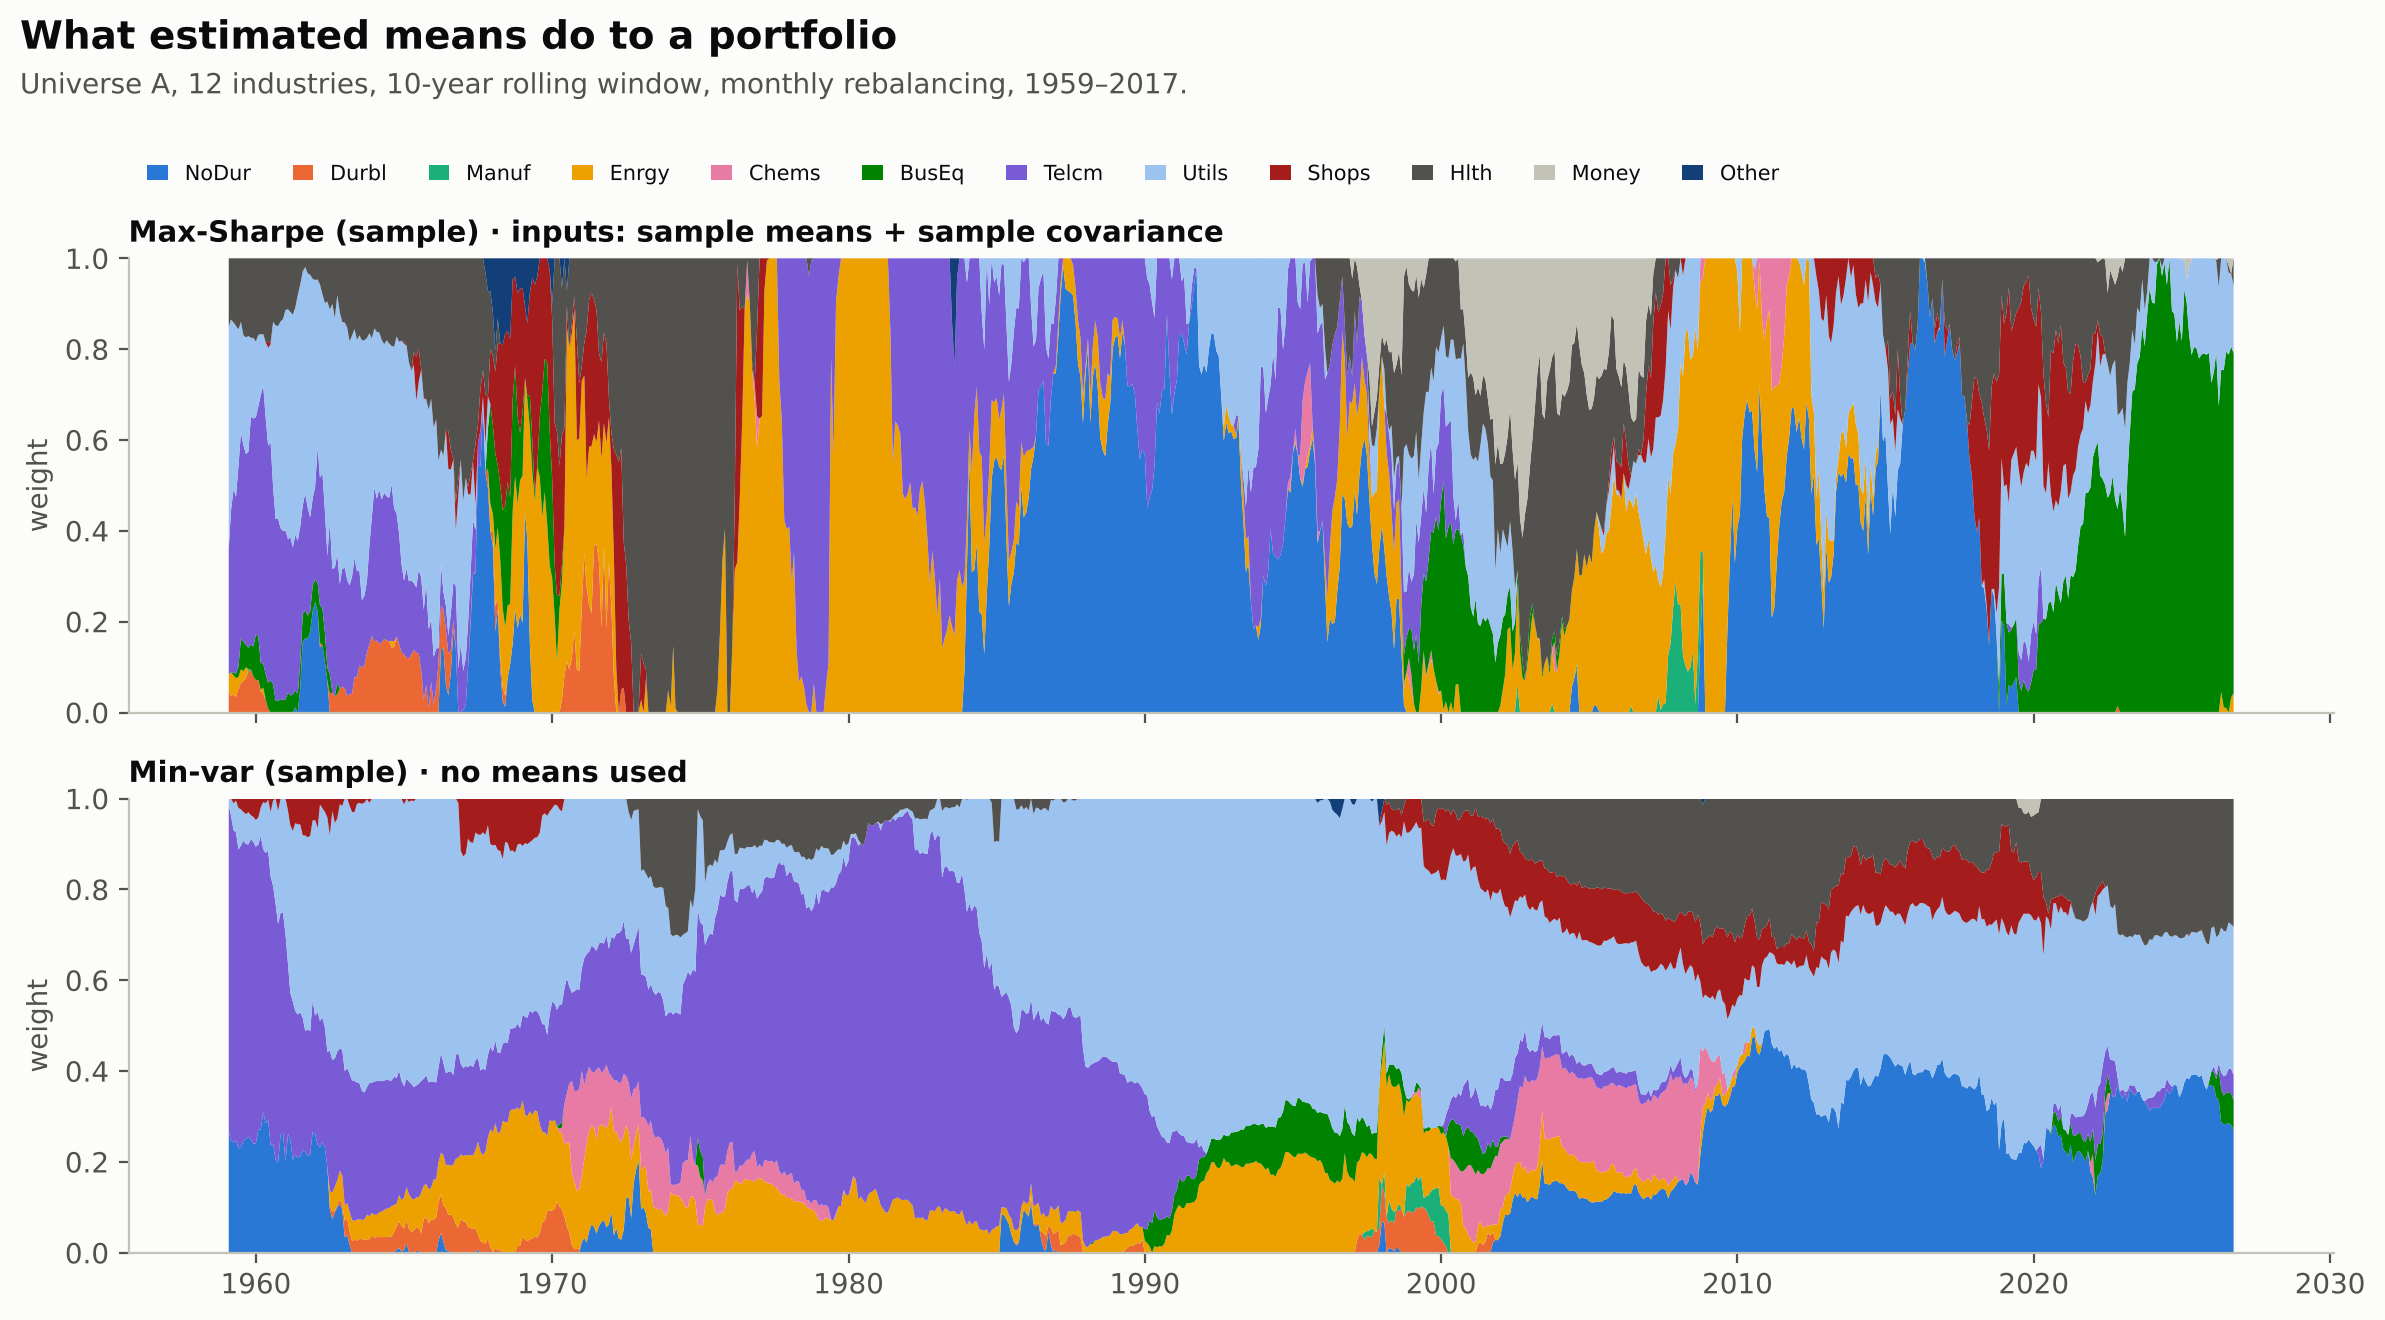 What estimated means do to a portfolio
Universe A, 12 industries, 10-year rolling window, monthly rebalancing, 1959–2017.
NoDur Durbl Manuf Enrgy Chems BusEq Telcm Utils Shops Hlth Money Other
Max-Sharpe (sample) · inputs: sample means + sample covariance
1.0
0.8
0.6
0.4
0.2
0.0
weight
Min-var (sample) · no means used
1.0
0.8
0.6
0.4
0.2
0.0
weight
1960 1970 1980 1990 2000 2010 2020 2030